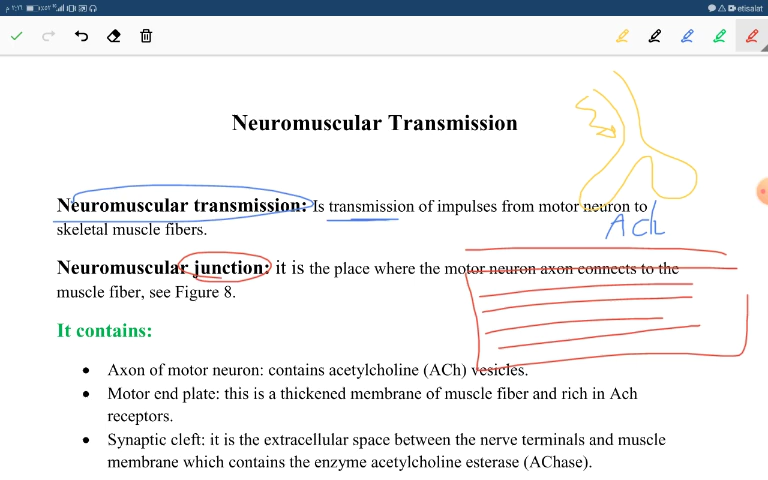 etisalat
Neuromuscular Transmission
Neuromuscular transmission: Is transmission of impulses from motor neuron to
skeletal muscle fibers.
ACh
Neuromuscular junction: it is the place where the motor neuron axon connects to the
muscle fiber, see Figure 8.
It contains:
• Axon of motor neuron: contains acetylcholine (ACh) vesicles.
• Motor end plate: this is a thickened membrane of muscle fiber and rich in Ach
receptors.
• Synaptic cleft: it is the extracellular space between the nerve terminals and muscle
membrane which contains the enzyme acetylcholine esterase (AChase).